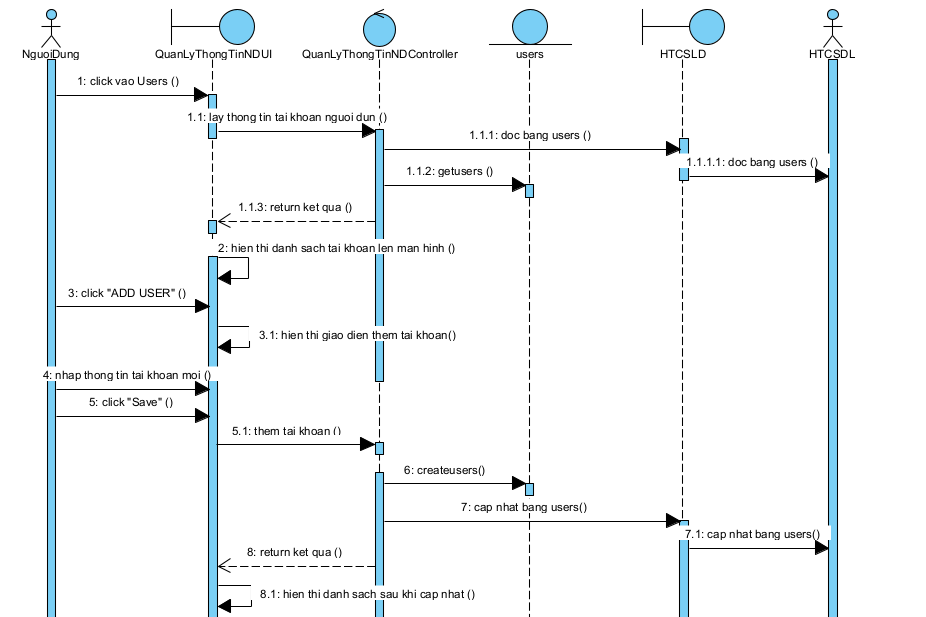 NguoiDung
QuanLyThongTinNDUI
QuanLyThongTinNDController
users
HTCSLD
HTCSDL
1: click vao Users ()
1.1: lay thong tin tai khoan nguoi dun ()
1.1.1: doc bang users ()
1.1.1.1: doc bang users ()
1.1.2: getusers ()
1.1.3: return ket qua ()
2: hien thi danh sach tai khoan len man hinh ()
3: click "ADD USER" ()
3.1: hien thi giao dien them tai khoan()
4: nhap thong tin tai khoan moi ()
5: click "Save" ()
5.1: them tai khoan ()
6: createusers()
7: cap nhat bang users()
7.1: cap nhat bang users()
8: return ket qua ()
8.1: hien thi danh sach sau khi cap nhat ()